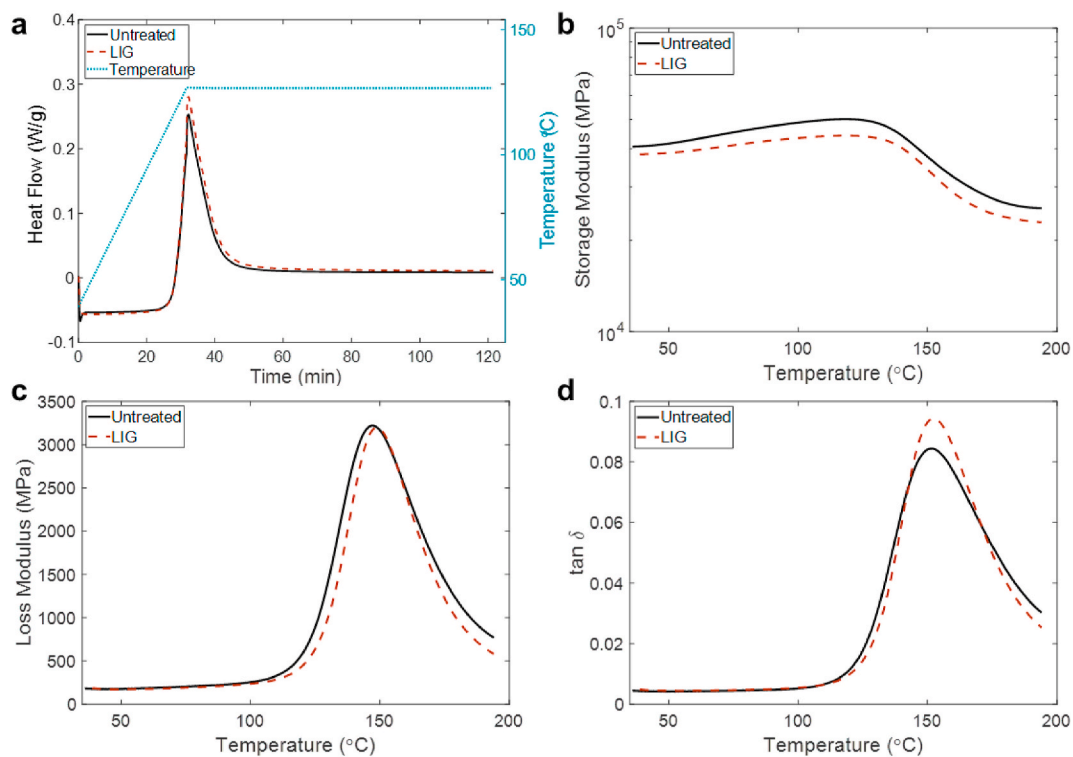 a
0.4
0.3
0.2
0.1
0
-0.1
Heat Flow (W/g)
Untreated
LIG
Temperature
150
100
50
Temperature (°C)
0
20
40
60
80
100
120
Time (min)
b
10^5
10^4
Storage Modulus (MPa)
Untreated
LIG
50
100
150
200
Temperature (°C)
c
3500
3000
2500
2000
1500
1000
500
0
Loss Modulus (MPa)
Untreated
LIG
50
100
150
200
Temperature (°C)
d
0.1
0.08
0.06
0.04
0.02
0
tan δ
Untreated
LIG
50
100
150
200
Temperature (°C)